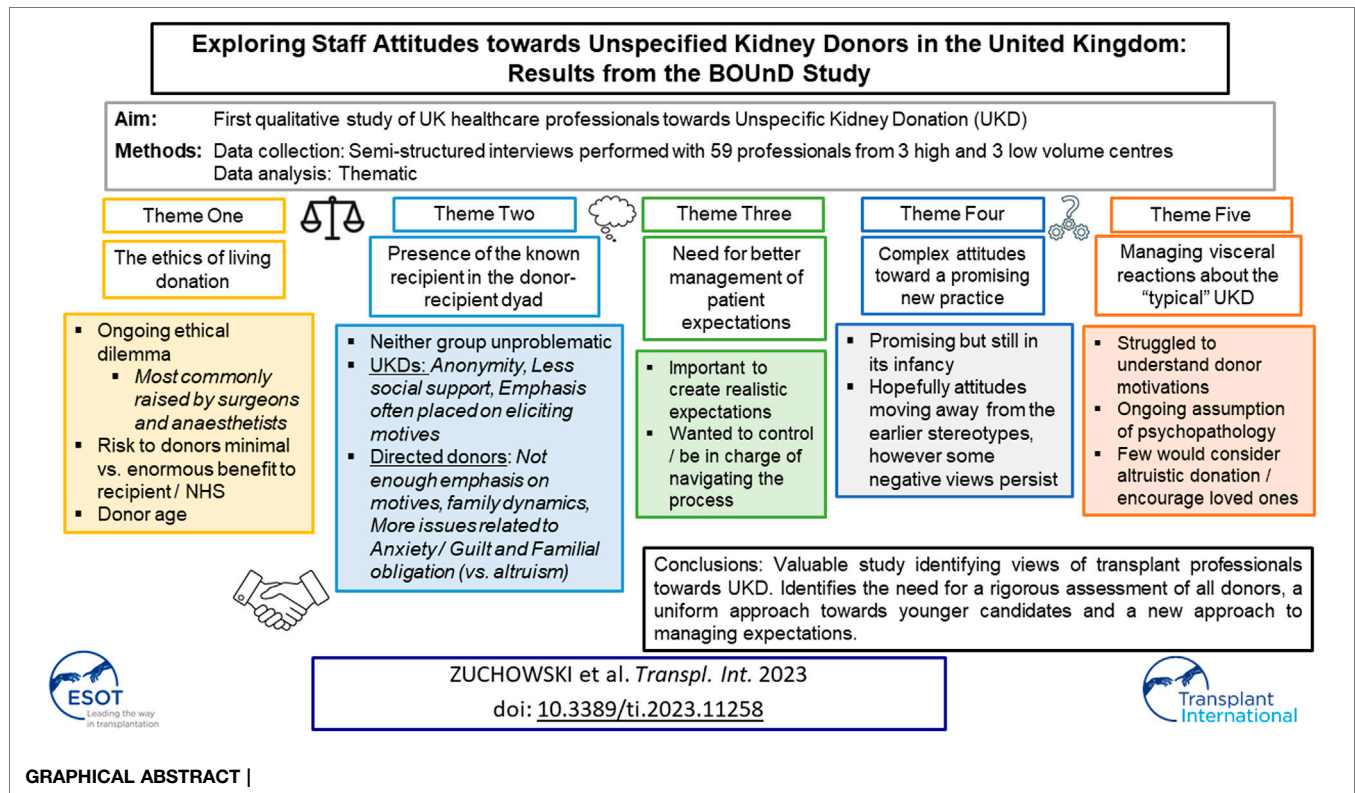 Exploring Staff Attitudes towards Unspecified Kidney Donors in the United Kingdom:
Results from the BOUnD Study
Aim: First qualitative study of UK healthcare professionals towards Unspecific Kidney Donation (UKD)
Methods: Data collection: Semi-structured interviews performed with 59 professionals from 3 high and 3 low volume centres
Data analysis: Thematic
Theme One
The ethics of living
donation
▪ Ongoing ethical
dilemma
▪ Most commonly
raised by surgeons
and anaesthetists
▪ Risk to donors minimal
vs. enormous benefit to
recipient / NHS
▪ Donor age
Theme Two
Presence of the known
recipient in the donor-
recipient dyad
▪ Neither group unproblematic
▪ UKDs: Anonymity, Less
social support, Emphasis
often placed on eliciting
motives
▪ Directed donors: Not
enough emphasis on
motives, family dynamics,
More issues related to
Anxiety / Guilt and Familial
obligation (vs. altruism)
Theme Three
Need for better
management of
patient
expectations
▪ Important to
create realistic
expectations
▪ Wanted to control
/ be in charge of
navigating the
process
Theme Four
Complex attitudes
toward a promising
new practice
▪ Promising but still in
its infancy
▪ Hopefully attitudes
moving away from the
earlier stereotypes,
however some
negative views persist
Theme Five
Managing visceral
reactions about the
“typical” UKD
▪ Struggled to
understand donor
motivations
▪ Ongoing assumption
of psychopathology
▪ Few would consider
altruistic donation /
encourage loved ones
Conclusions: Valuable study identifying views of transplant professionals
towards UKD. Identifies the need for a rigorous assessment of all donors, a
uniform approach towards younger candidates and a new approach to
managing expectations.
ESOT
Leading the way
in transplantation
ZUCHOWSKI et al. Transpl. Int. 2023
doi: 10.3389/ti.2023.11258
Transplant
International
GRAPHICAL ABSTRACT |